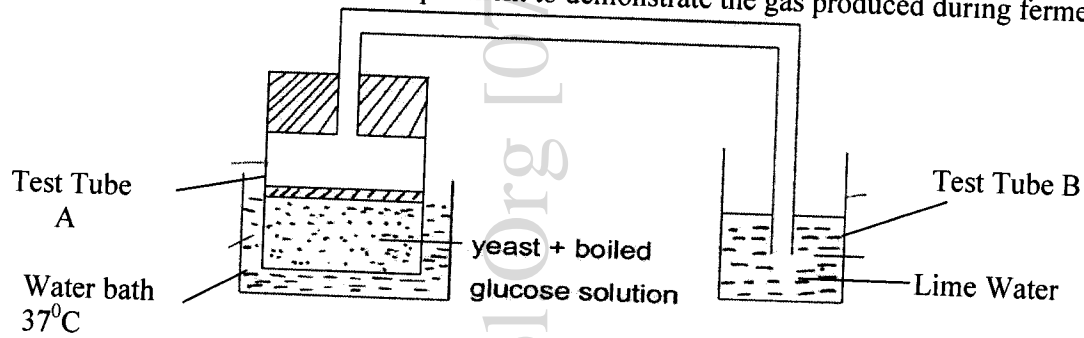 to demonstrate the gas produced during ferme
Test Tube
A
Water bath
37⁰C
yeast + boiled
glucose solution
Test Tube B
Lime Water